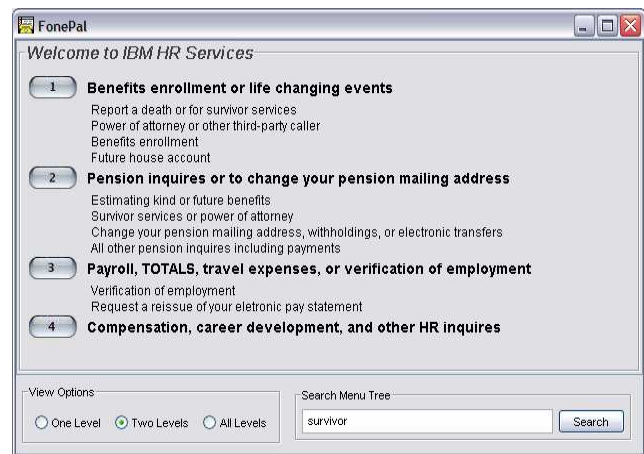 FonePal
Welcome to IBM HR Services
1 Benefits enrollment or life changing events
Report a death or for survivor services
Power of attorney or other third-party caller
Benefits enrollment
Future house account
2 Pension inquires or to change your pension mailing address
Estimating kind or future benefits
Survivor services or power of attorney
Change your pension mailing address, withholdings, or electronic transfers
All other pension inquires including payments
3 Payroll, TOTALS, travel expenses, or verification of employment
Verification of employment
Request a reissue of your eletronic pay statement
4 Compensation, career development, and other HR inquires
View Options
One Level Two Levels All Levels
Search Menu Tree
survivor Search